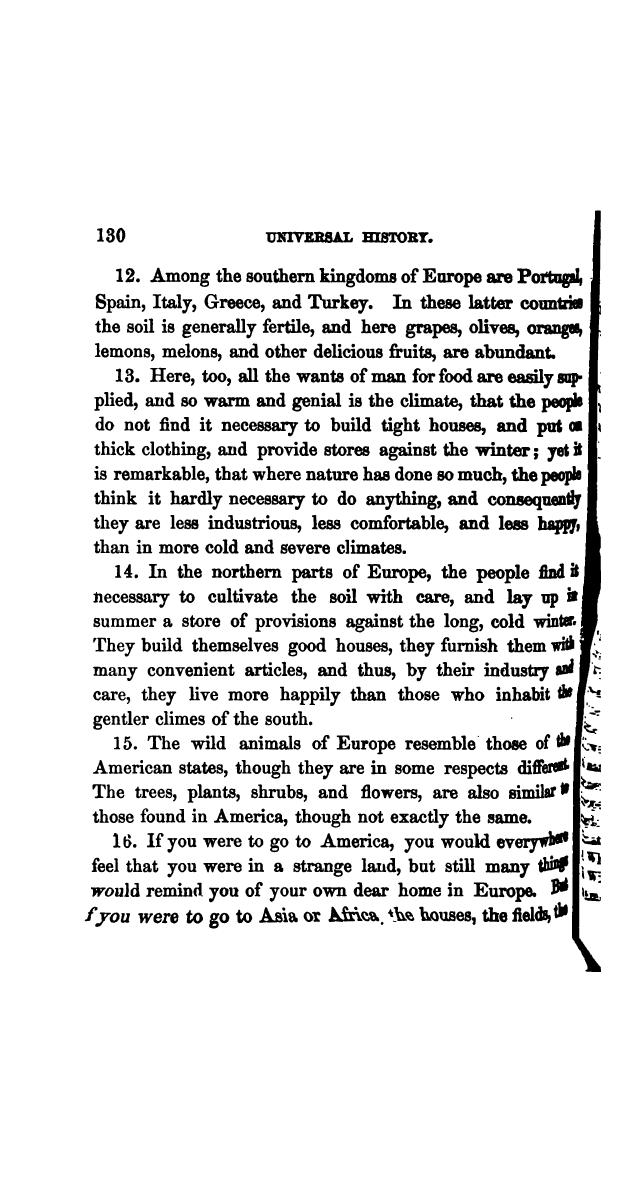 130 UNIVERSAL HISTORY.
12. Among the southern kingdoms of Europe are Portugal,
Spain, Italy, Greece, and Turkey. In these latter countries
the soil is generally fertile, and here grapes, olives, oranges,
lemons, melons, and other delicious fruits, are abundant.
13. Here, too, all the wants of man for food are easily sup-
plied, and so warm and genial is the climate, that the people
do not find it necessary to build tight houses, and put on
thick clothing, and provide stores against the winter; yet it
is remarkable, that where nature has done so much, the people
think it hardly necessary to do anything, and consequently
they are less industrious, less comfortable, and less happy,
than in more cold and severe climates.
14. In the northern parts of Europe, the people find it
necessary to cultivate the soil with care, and lay up in
summer a store of provisions against the long, cold winter.
They build themselves good houses, they furnish them with
many convenient articles, and thus, by their industry and
care, they live more happily than those who inhabit the
gentler climes of the south.
15. The wild animals of Europe resemble those of the
American states, though they are in some respects different.
The trees, plants, shrubs, and flowers, are also similar to
those found in America, though not exactly the same.
16. If you were to go to America, you would everywhere
feel that you were in a strange land, but still many things
would remind you of your own dear home in Europe. But
f you were to go to Asia or Africa, the houses, the fields, the